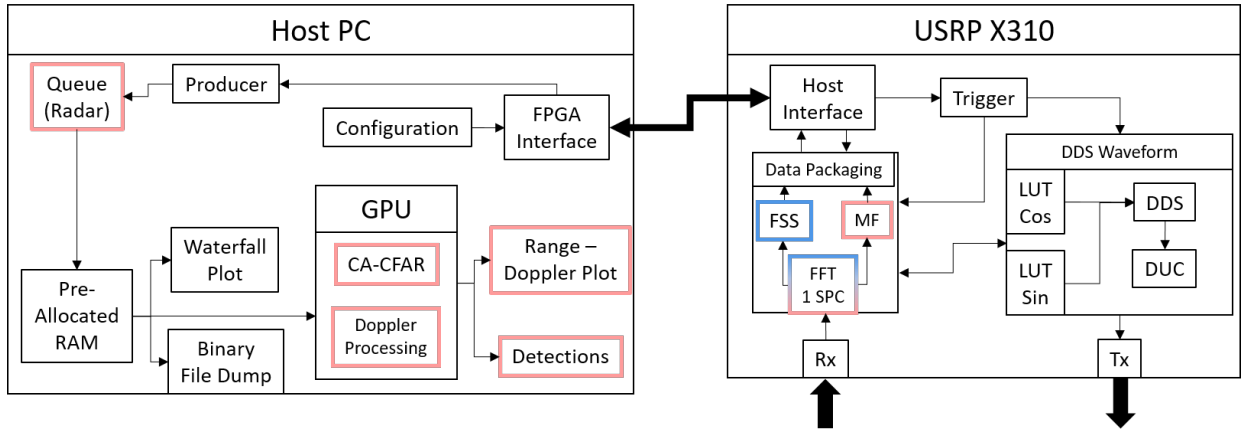 Host PC
Queue
(Radar)
Producer
Configuration
FPGA
Interface
GPU
CA-CFAR
Doppler
Processing
Waterfall
Plot
Pre-
Allocated
RAM
Binary
File Dump
Range –
Doppler Plot
Detections
USRP X310
Host
Interface
Trigger
Data Packaging
FSS
MF
FFT
1 SPC
Rx
DDS Waveform
LUT
Cos
DDS
LUT
Sin
DUC
Tx